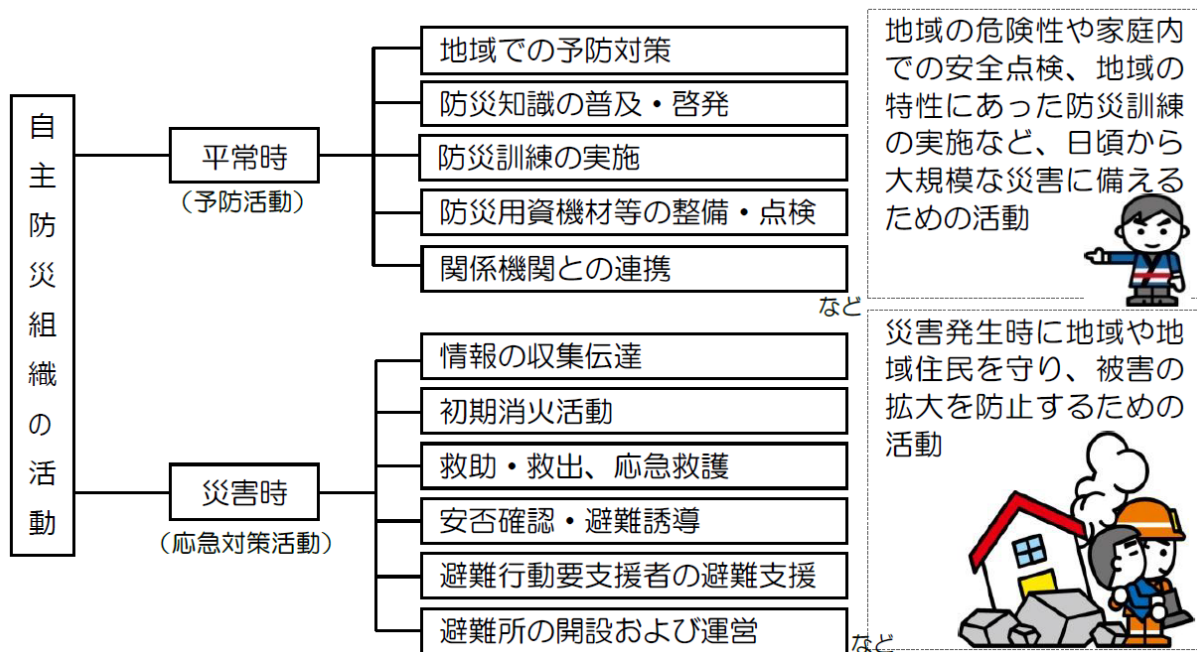 自主防災組織の活動
平常時
（予防活動）
地域での予防対策
防災知識の普及・啓発
防災訓練の実施
防災用資機材等の整備・点検
関係機関との連携
など
地域の危険性や家庭内
での安全点検、地域の
特性にあった防災訓練
の実施など、日頃から
大規模な災害に備える
ための活動
災害時
（応急対策活動）
情報の収集伝達
初期消火活動
救助・救出、応急救護
安否確認・避難誘導
避難行動要支援者の避難支援
避難所の開設および運営
など
災害発生時に地域や地
域住民を守り、被害の
拡大を防止するための
活動